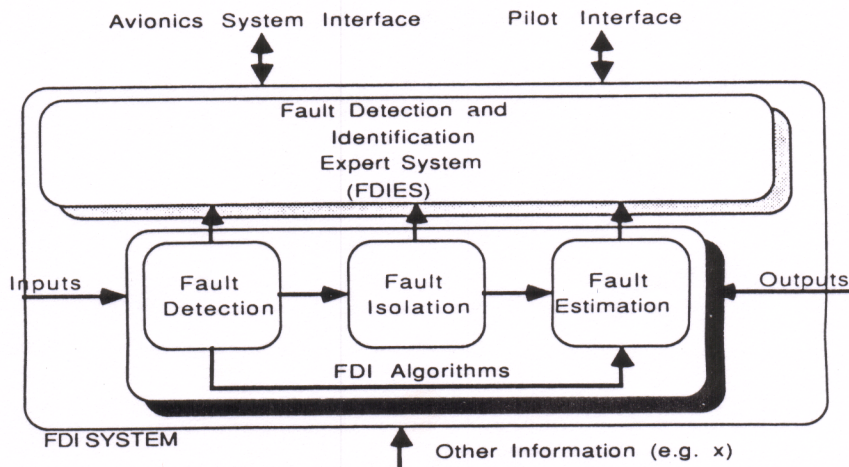 Avionics System Interface
Pilot Interface
Fault Detection and
Identification
Expert System
(FDIES)
Inputs
Fault
Detection
Fault
Isolation
Fault
Estimation
Outputs
FDI Algorithms
FDI SYSTEM
Other Information (e.g. x)